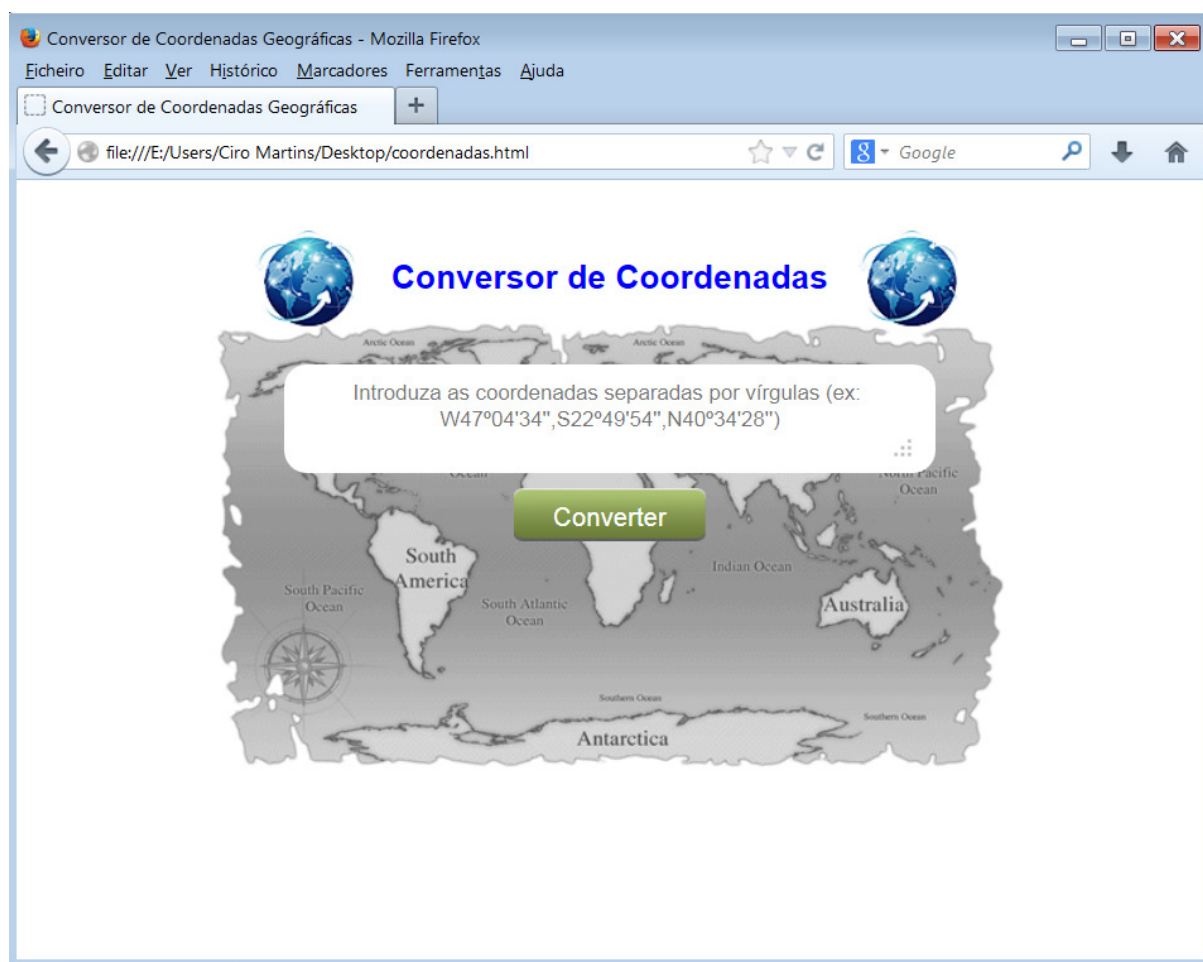 Conversor de Coordenadas Geográficas - Mozilla Firefox
Ficheiro Editar Ver Histórico Marcadores Ferramentas Ajuda
Conversor de Coordenadas Geográficas
file:///E:/Users/Ciro Martins/Desktop/coordenadas.html
8 Google
Conversor de Coordenadas
Arctic Ocean
Arctic Ocean
Introduza as coordenadas separadas por vírgulas (ex:
W47º04'34",S22º49'54",N40º34'28")
Ocean
North Pacific
Ocean
Converter
South
America
Indian Ocean
South Pacific
Ocean
South Atlantic
Ocean
Australia
Southern Ocean
Southern Ocean
Antarctica